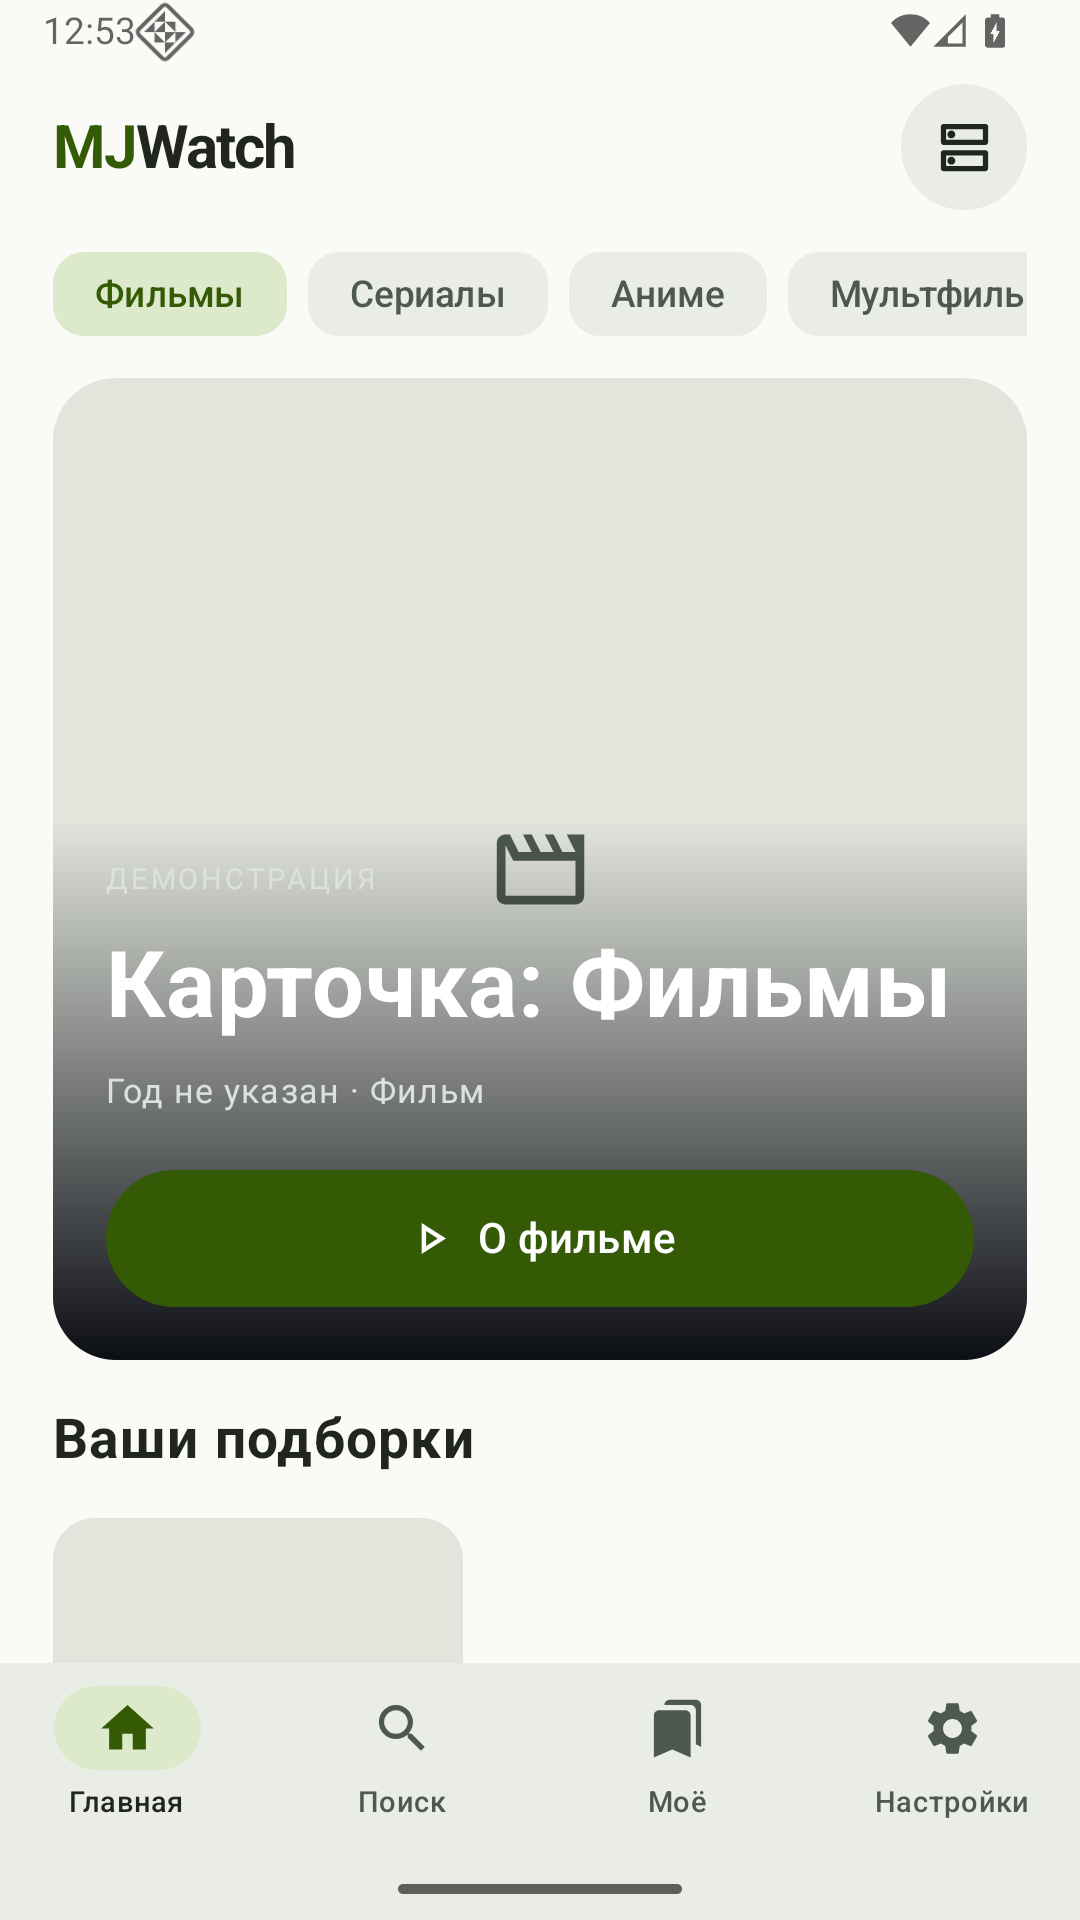 12:53
MJWatch
Фильмы Сериалы Аниме Мультфиль
ДЕМОНСТРАЦИЯ
Карточка: Фильмы
Год не указан · Фильм
О фильме
Ваши подборки
Главная Поиск Моё Настройки